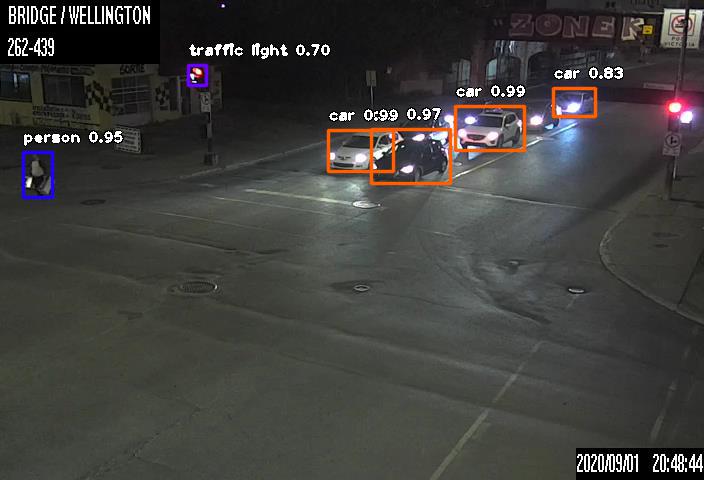 BRIDGE / WELLINGTON
262-439
traffic light 0.70
person 0.95
car 0.99
0.97
car 0.99
car 0.83
"ZONEK
2020/09/01 20:48:44